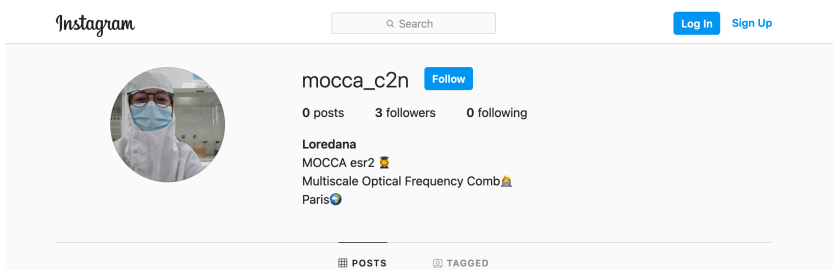 Instagram
Search
Log In Sign Up
mocca_c2n Follow
0 posts 3 followers 0 following
Loredana
MOCCA esr2 👩‍🎓
Multiscale Optical Frequency Comb👩‍🔬
Paris🌍
POSTS TAGGED